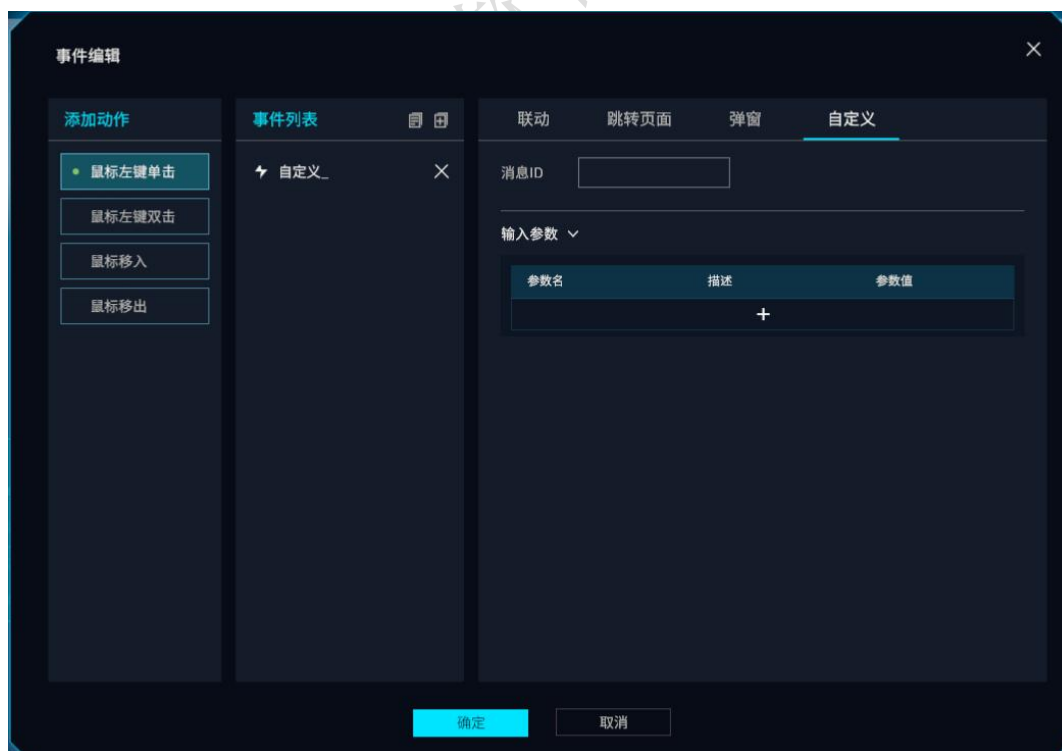 事件编辑
添加动作
鼠标左键单击
鼠标左键双击
鼠标移入
鼠标移出
事件列表
自定义_
联动 跳转页面 弹窗 自定义
消息ID
输入参数
参数名 描述 参数值
+
确定 取消